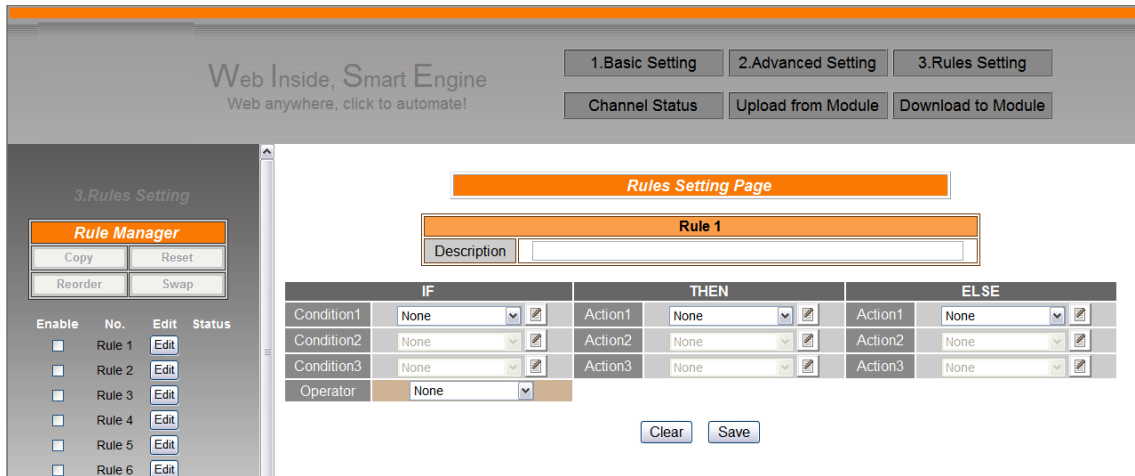 Web Inside, Smart Engine
Web anywhere, click to automate!
1.Basic Setting 2.Advanced Setting 3.Rules Setting
Channel Status Upload from Module Download to Module
3.Rules Setting
Rule Manager
Copy Reset
Reorder Swap
Enable No. Edit Status
Rule 1 Edit
Rule 2 Edit
Rule 3 Edit
Rule 4 Edit
Rule 5 Edit
Rule 6 Edit
Rules Setting Page
Rule 1
Description
IF THEN ELSE
Condition1 None Action1 None Action1 None
Condition2 None Action2 None Action2 None
Condition3 None Action3 None Action3 None
Operator None
Clear Save